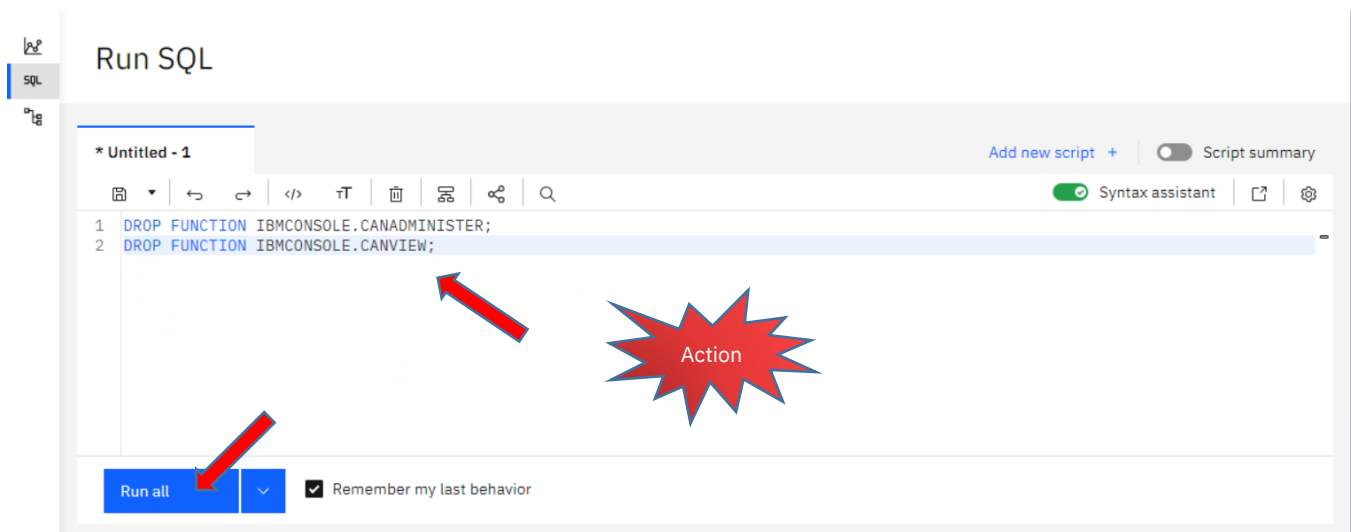 Run SQL
SQL
* Untitled - 1
Add new script +
Script summary
Syntax assistant
1 DROP FUNCTION IBMCONSOLE.CANADMINISTER;
2 DROP FUNCTION IBMCONSOLE.CANVIEW;
Action
Run all
Remember my last behavior